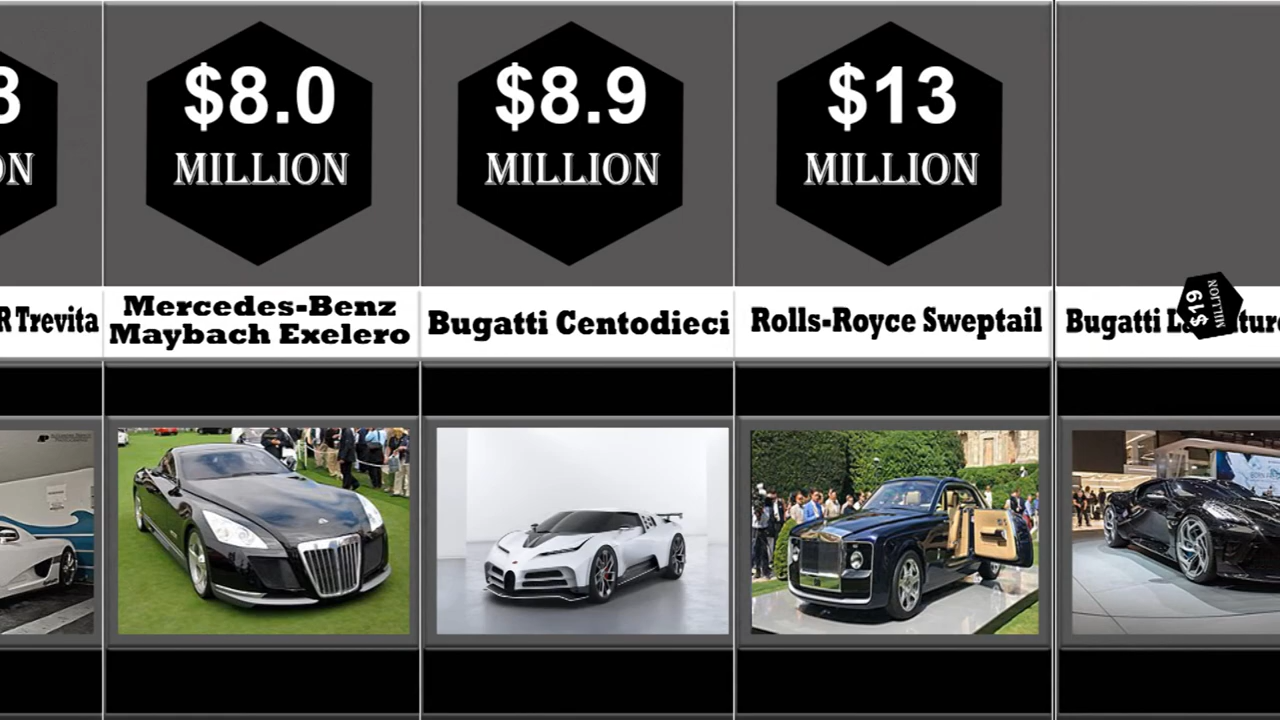 $8.0
MILLION
$8.9
MILLION
$13
MILLION
$19
MILLION
R Trevita
Mercedes-Benz
Maybach Exelero
Bugatti Centodieci
Rolls-Royce Sweptail
Bugatti